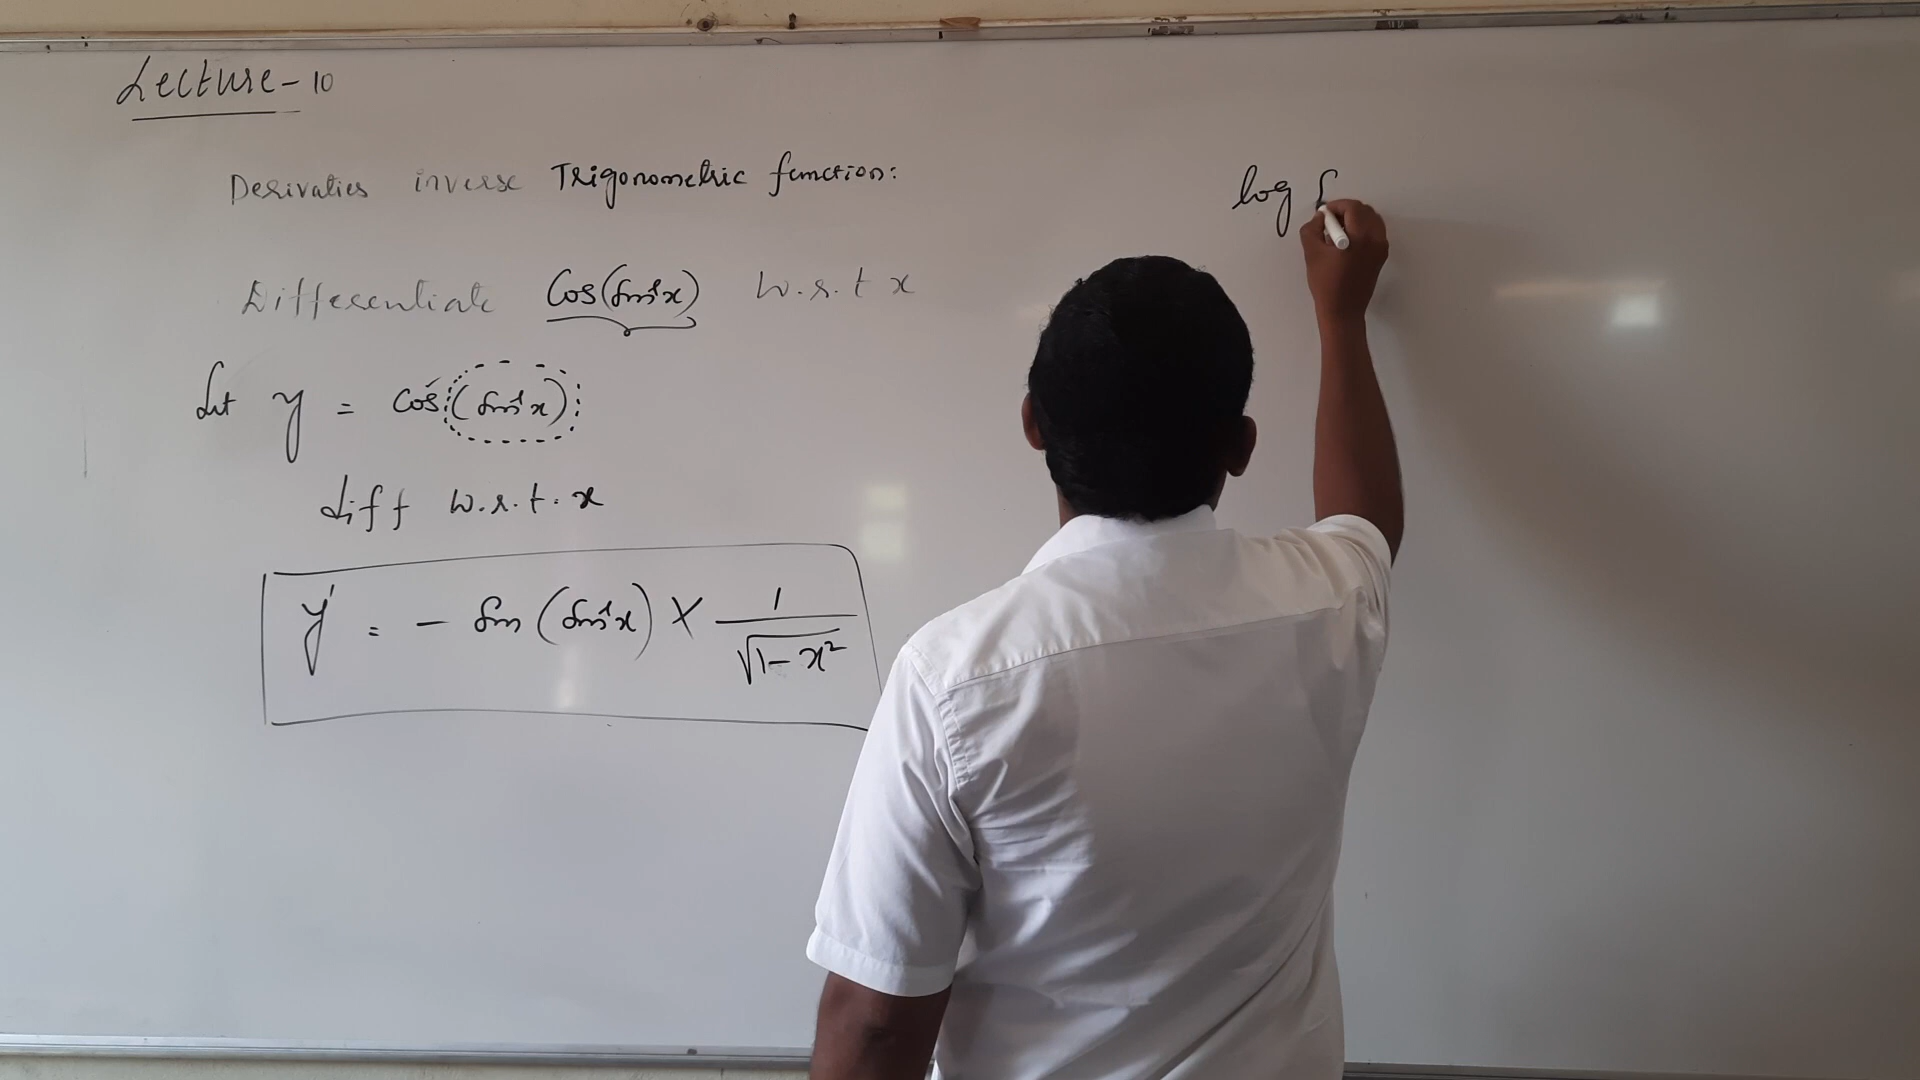 Lecture - 10
Derivaties inverse Trigonometric function:
Differentiate Cos(Sin⁻¹x) w.r.t x
Let y = Cos(Sin⁻¹x)
diff w.r.t. x
y' = - Sin (Sin⁻¹x) × 1/√(1-x²)
log